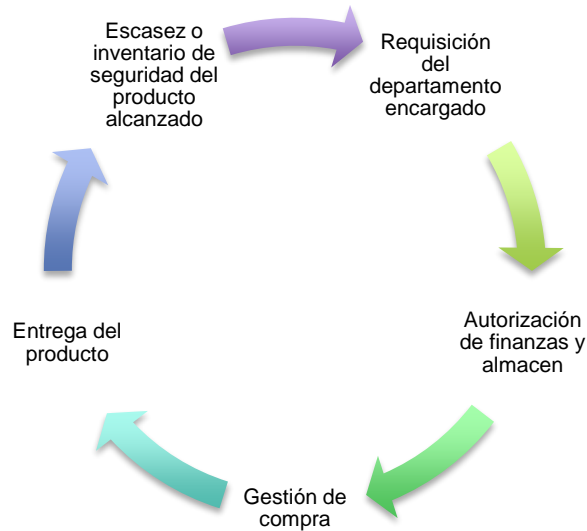 Escasez o
inventario de
seguridad del
producto
alcanzado
Requisición
del
departamento
encargado
Autorización
de finanzas y
almacen
Gestión de
compra
Entrega del
producto